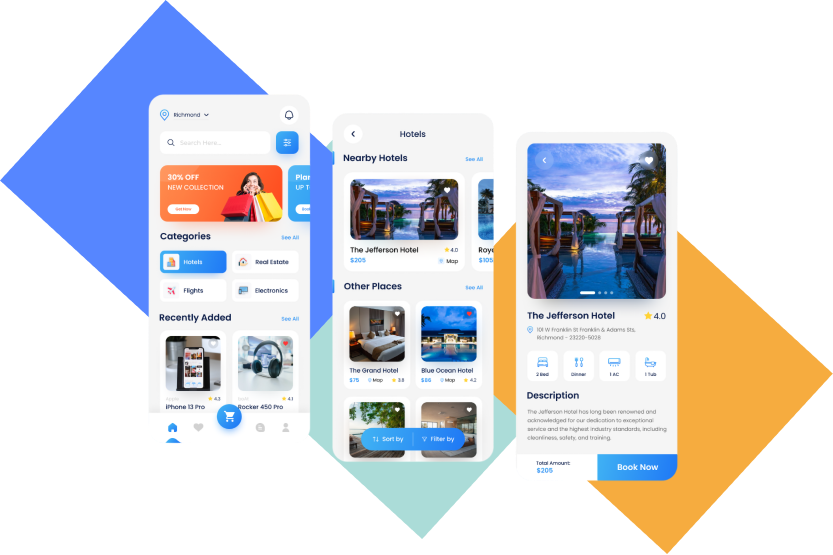 Richmond
Search Here...
30% OFF
NEW COLLECTION
Get Now
Plan
UP TO
Categories
See All
Hotels
Real Estate
Flights
Electronics
Recently Added
See All
Apple
4.2
iPhone 13 Pro
4.1
Rocker 450 Pro
Hotels
Nearby Hotels
See All
The Jefferson Hotel
4.0
$205
Map
Roya
$105
Other Places
See All
The Grand Hotel
$75
Map
3.8
Blue Ocean Hotel
$86
Map
4.2
Sort by
Filter by
The Jefferson Hotel
4.0
101 W Franklin St Franklin & Adams Sts,
Richmond - 23220-5028
2 Bed
Dinner
1 AC
1 Tub
Description
The Jefferson Hotel has long been renowned and
acknowledged for our dedication to exceptional
service and the highest industry standards, including
cleanliness, safety, and training.
Total Amount:
$205
Book Now